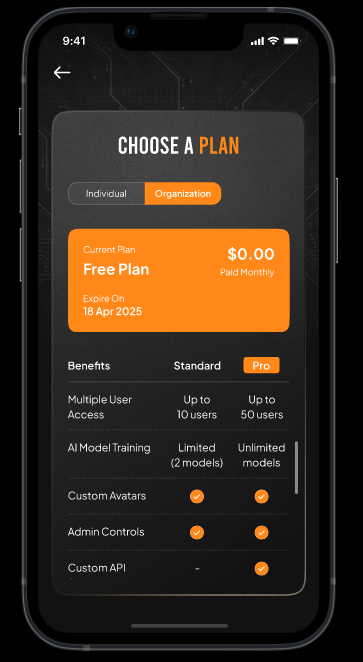 9:41
CHOOSE A PLAN
Individual Organization
Current Plan $0.00
Free Plan Paid Monthly
Expire On
18 Apr 2025
Benefits Standard Pro
Multiple User Up to Up to
Access 10 users 50 users
AI Model Training Limited Unlimited
(2 models) models
Custom Avatars
Admin Controls
Custom API -